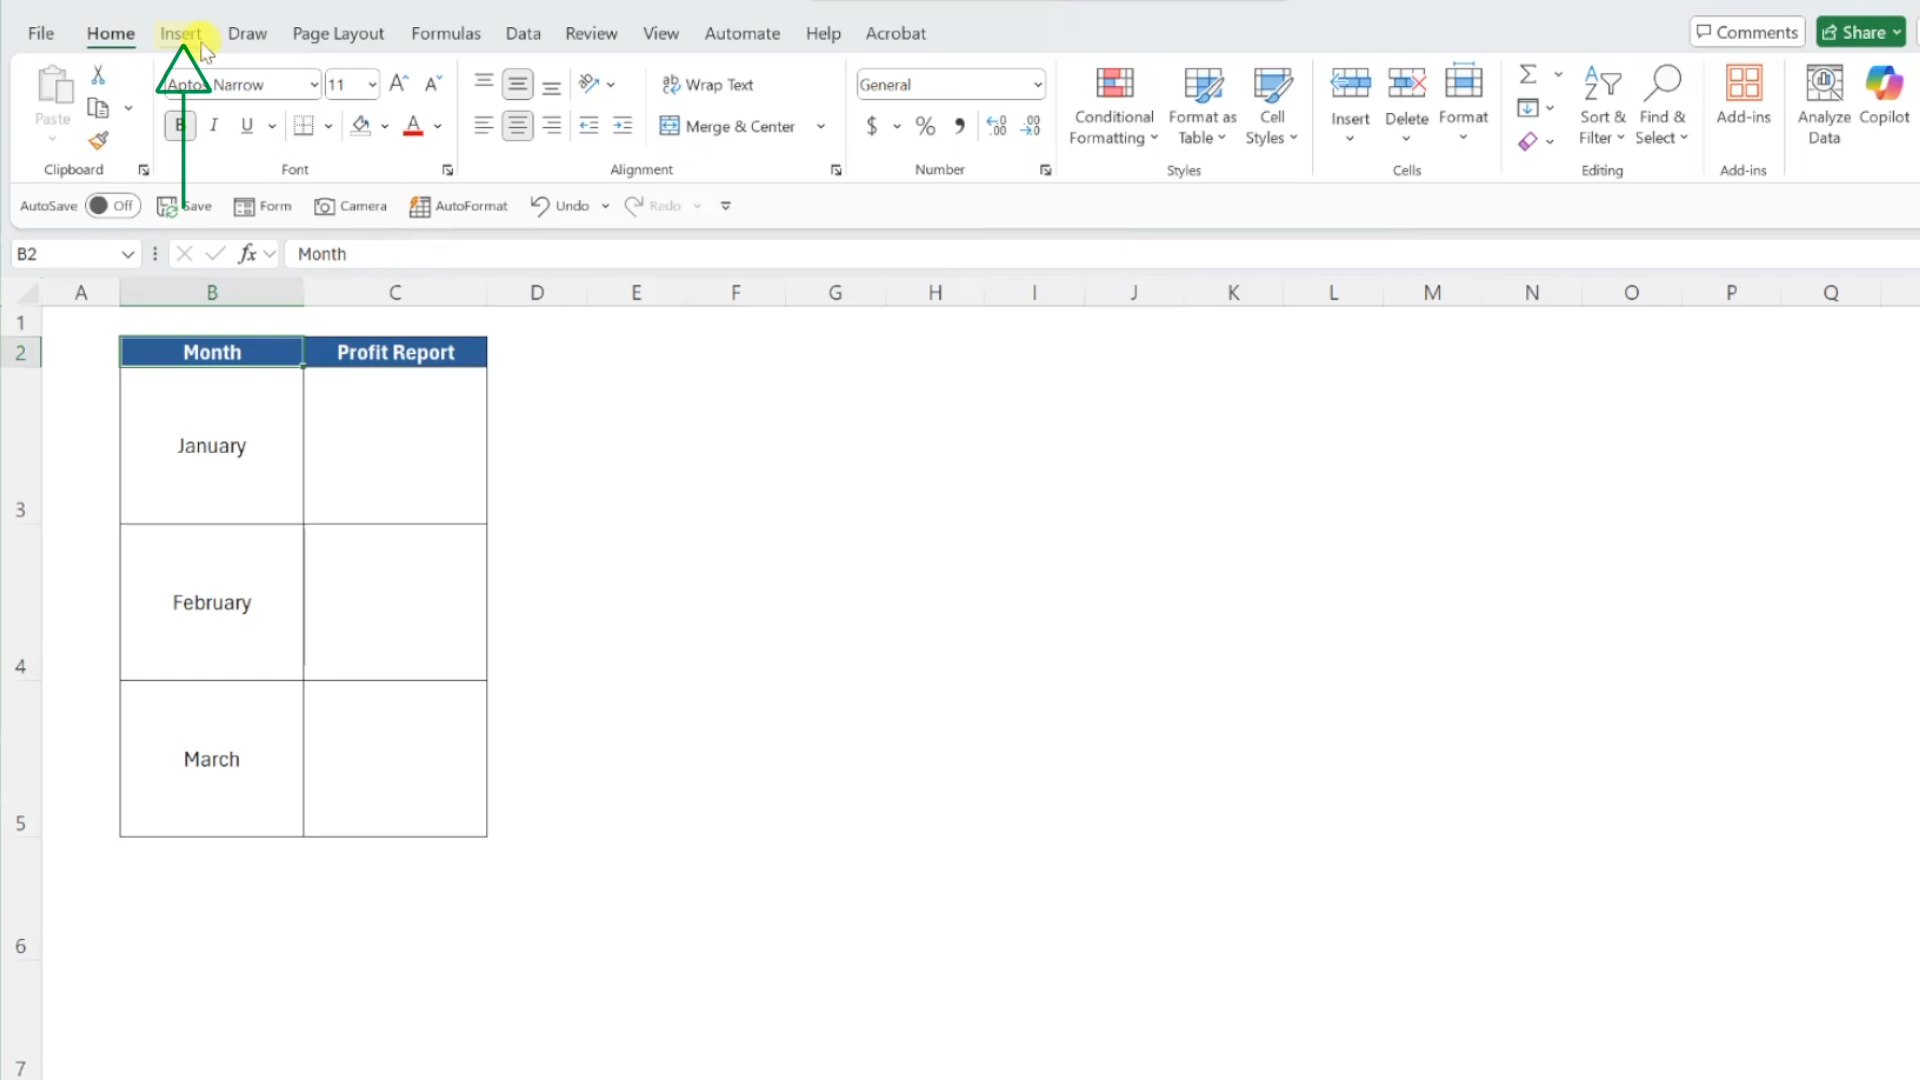 File Home Insert Draw Page Layout Formulas Data Review View Automate Help Acrobat Comments Share
Aptos Narrow 11 Wrap Text General
Paste B I U A Merge & Center $ % Conditional Formatting Format as Table Cell Styles Insert Delete Format Sort & Filter Find & Select Add-ins Analyze Data Copilot
Clipboard Font Alignment Number Styles Cells Editing Add-ins
AutoSave Off Save Form Camera AutoFormat Undo Redo
B2 fx Month
A B C D E F G H I J K L M N O P Q
1
2 Month Profit Report
January
3
February
4
March
5
6
7